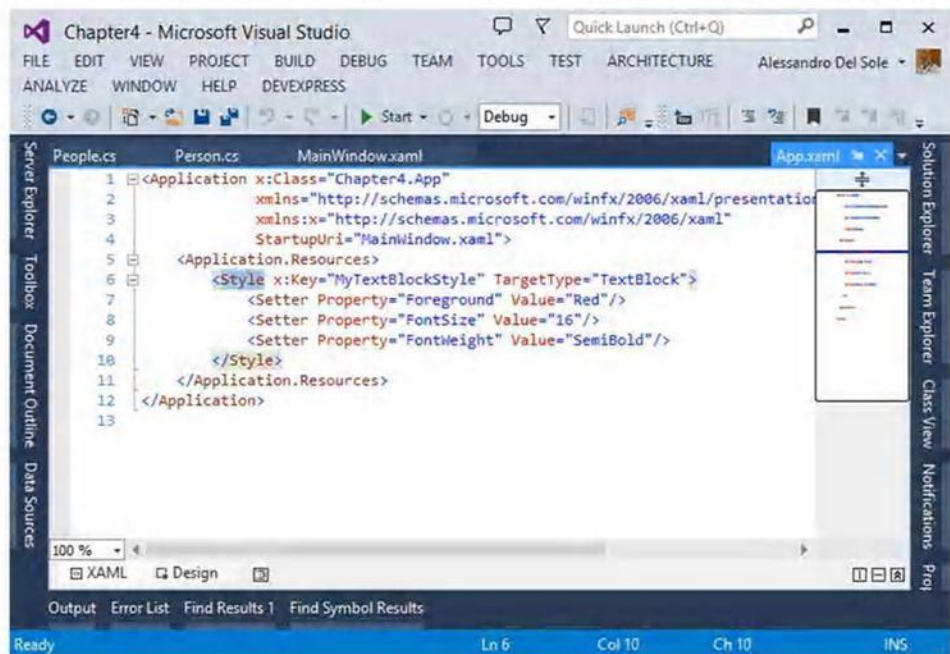 Chapter4 - Microsoft Visual Studio
Quick Launch (Ctrl+Q)
FILE EDIT VIEW PROJECT BUILD DEBUG TEAM TOOLS TEST ARCHITECTURE Alessandro Del Sole
ANALYZE WINDOW HELP DEVEXPRESS
Start Debug
People.cs Person.cs MainWindow.xaml App.xaml
1 <Application x:Class="Chapter4.App"
2 xmlns="http://schemas.microsoft.com/winfx/2006/xaml/presentation
3 xmlns:x="http://schemas.microsoft.com/winfx/2006/xaml"
4 StartupUri="MainWindow.xaml">
5 <Application.Resources>
6 <Style x:Key="MyTextBlockStyle" TargetType="TextBlock">
7 <Setter Property="Foreground" Value="Red"/>
8 <Setter Property="FontSize" Value="16"/>
9 <Setter Property="FontWeight" Value="SemiBold"/>
10 </Style>
11 </Application.Resources>
12 </Application>
13
Server Explorer
Toolbox
Document Outline
Data Sources
Solution Explorer
Team Explorer
Class View
Notifications
Proj
100 %
XAML Design
Output Error List Find Results 1 Find Symbol Results
Ready Ln 6 Col 10 Ch 10 INS